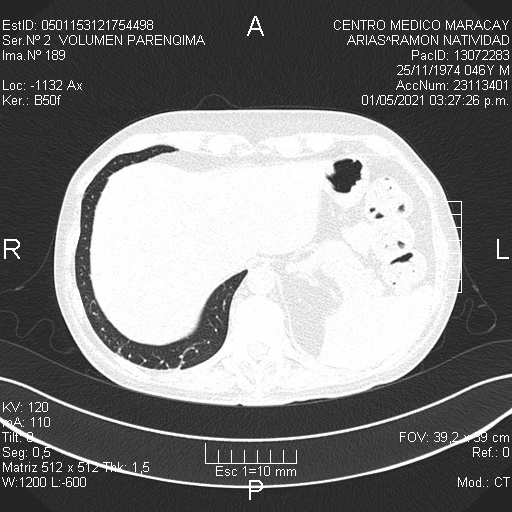 EstID: 0501153121754498
Ser.Nº 2 VOLUMEN PARENQIMA
Ima.Nº 189
Loc: -1132 Ax
Ker.: B50f
A
CENTRO MEDICO MARACAY
ARIAS^RAMON NATIVIDAD
PacID: 13072283
25/11/1974 046Y M
AccNum: 23113401
01/05/2021 03:27:26 p.m.
R
L
KV: 120
mA: 110
Tilt: 0
Seg: 0,5
Matriz 512 x 512 Thk: 1,5
W:1200 L:-600
Esc 1=10 mm
P
FOV: 39,2 x 39 cm
Ref.: 0
Mod.: CT